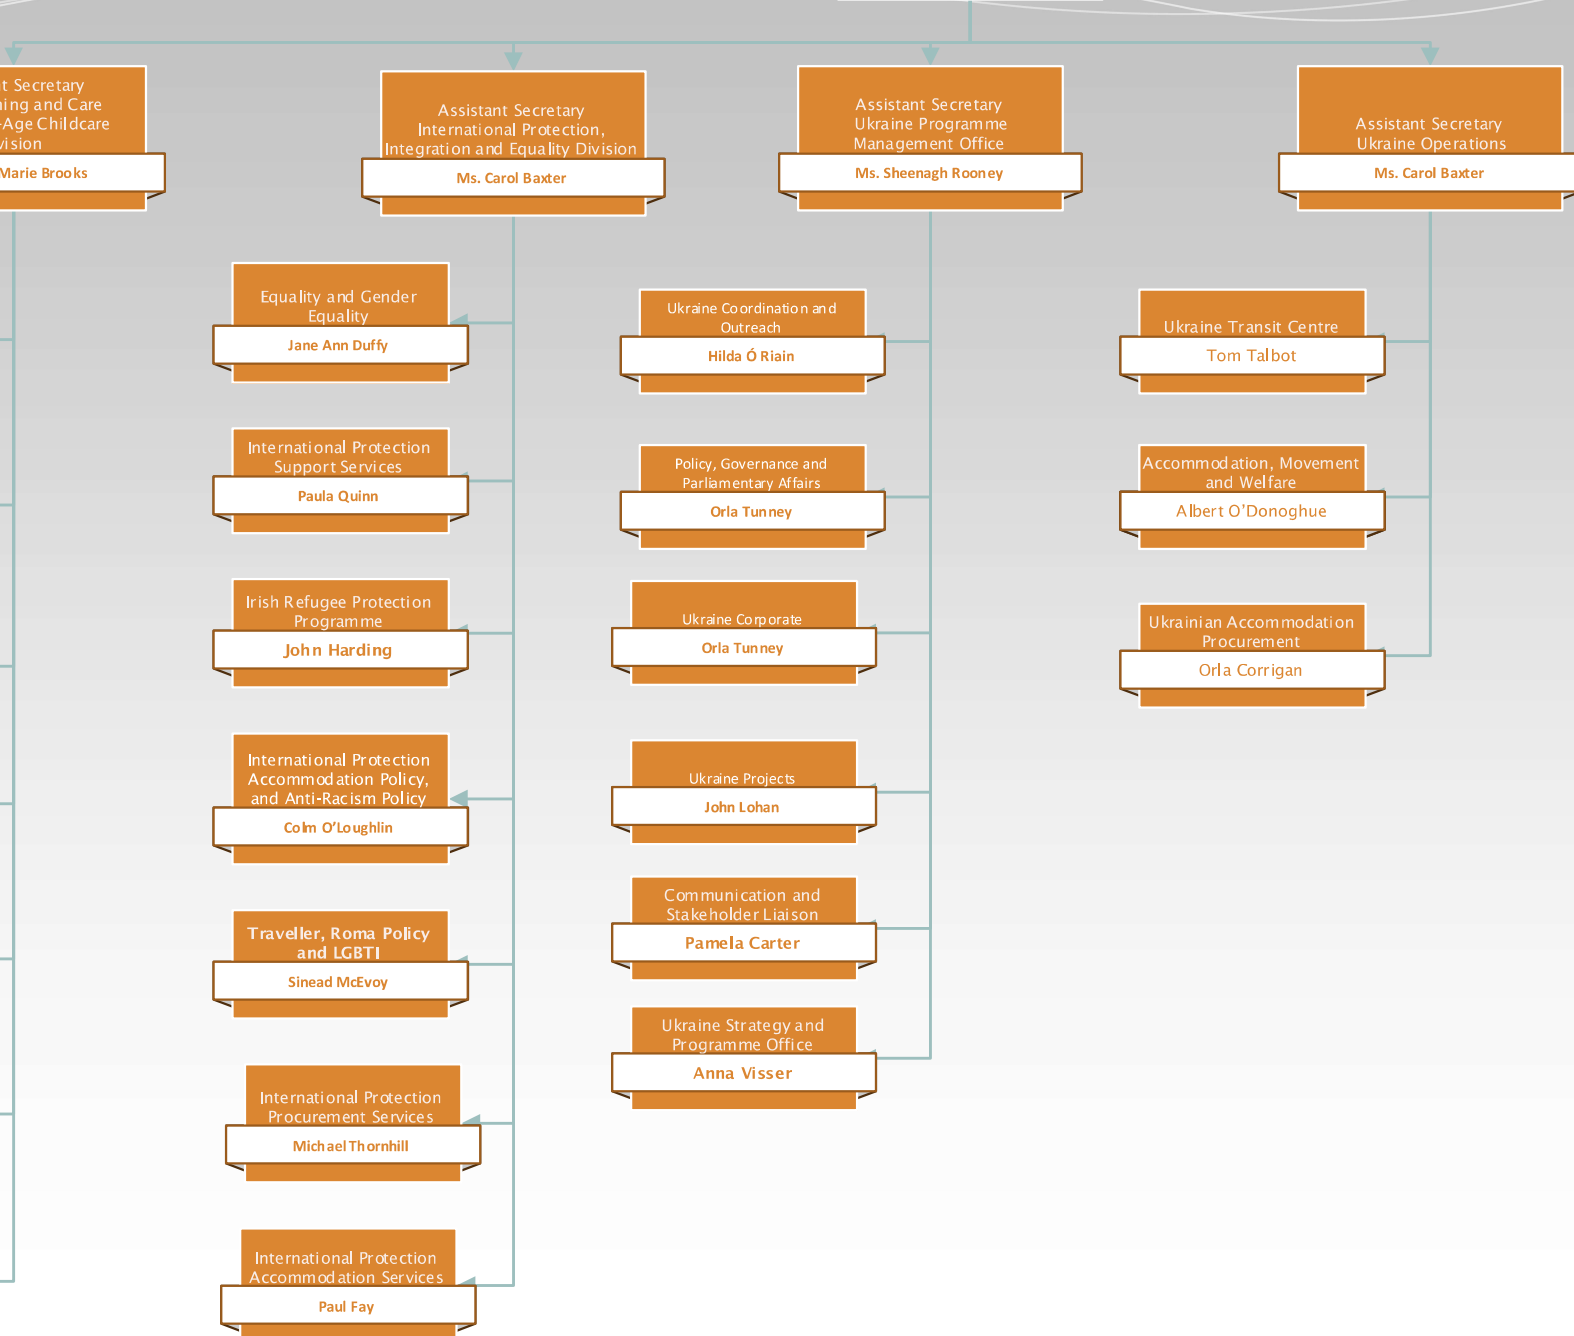 t Secretary
ing and Care
-Age Childcare
vision
Marie Brooks
Assistant Secretary
International Protection,
Integration and Equality Division
Ms. Carol Baxter
Equality and Gender
Equality
Jane Ann Duffy
International Protection
Support Services
Paula Quinn
Irish Refugee Protection
Programme
John Harding
International Protection
Accommodation Policy,
and Anti-Racism Policy
Colm O’Loughlin
Traveller, Roma Policy
and LGBTI
Sinead McEvoy
International Protection
Procurement Services
Michael Thornhill
International Protection
Accommodation Services
Paul Fay
Assistant Secretary
Ukraine Programme
Management Office
Ms. Sheenagh Rooney
Ukraine Coordination and
Outreach
Hilda Ó Riain
Policy, Governance and
Parliamentary Affairs
Orla Tunney
Ukraine Corporate
Orla Tunney
Ukraine Projects
John Lohan
Communication and
Stakeholder Liaison
Pamela Carter
Ukraine Strategy and
Programme Office
Anna Visser
Assistant Secretary
Ukraine Operations
Ms. Carol Baxter
Ukraine Transit Centre
Tom Talbot
Accommodation, Movement
and Welfare
Albert O’Donoghue
Ukrainian Accommodation
Procurement
Orla Corrigan